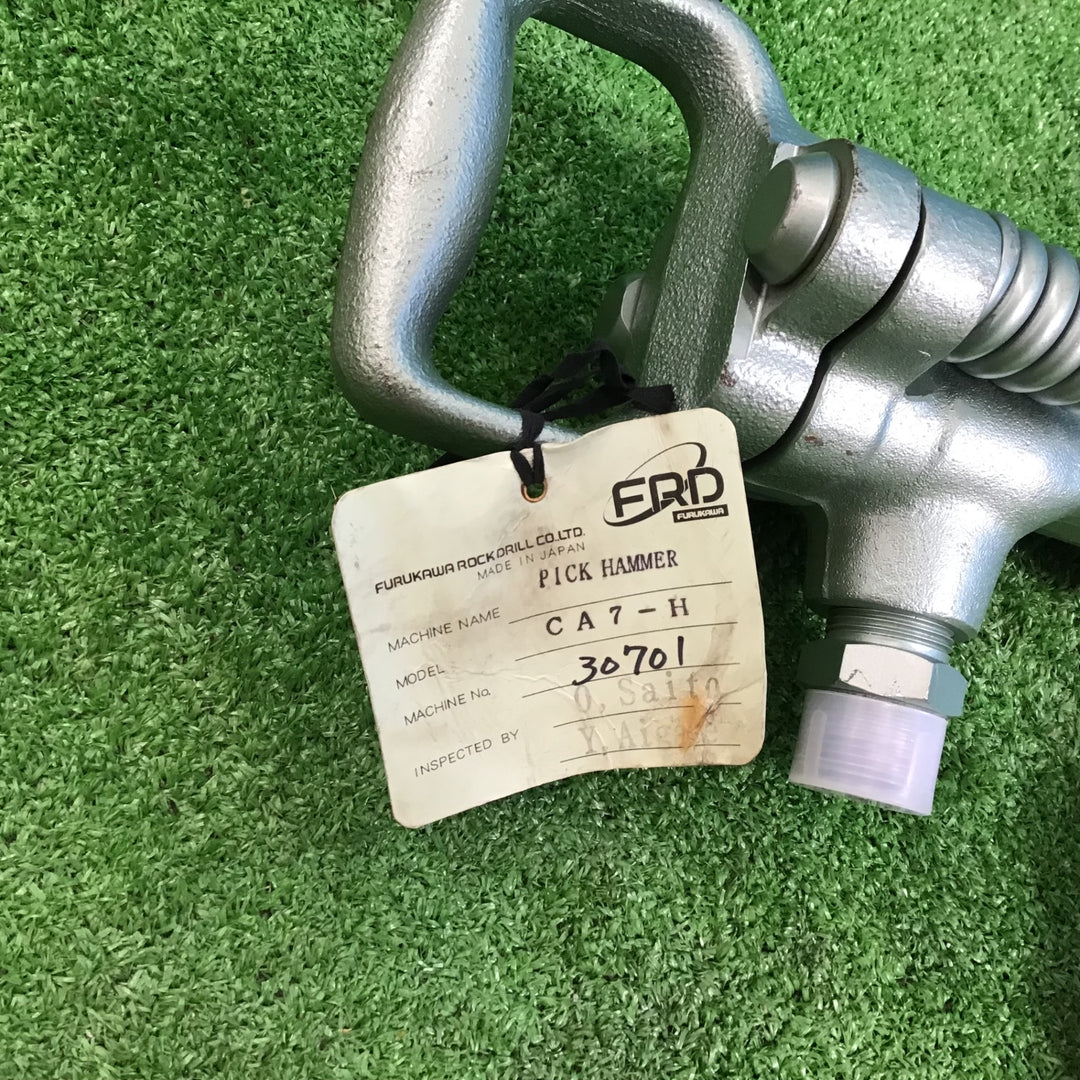 FRD
FURUKAWA
FURUKAWA ROCK DRILL CO.LTD.
MADE IN JAPAN
MACHINE NAME PICK HAMMER
MODEL CA7-H
MACHINE No. 30701
INSPECTED BY O. Saito
Y.